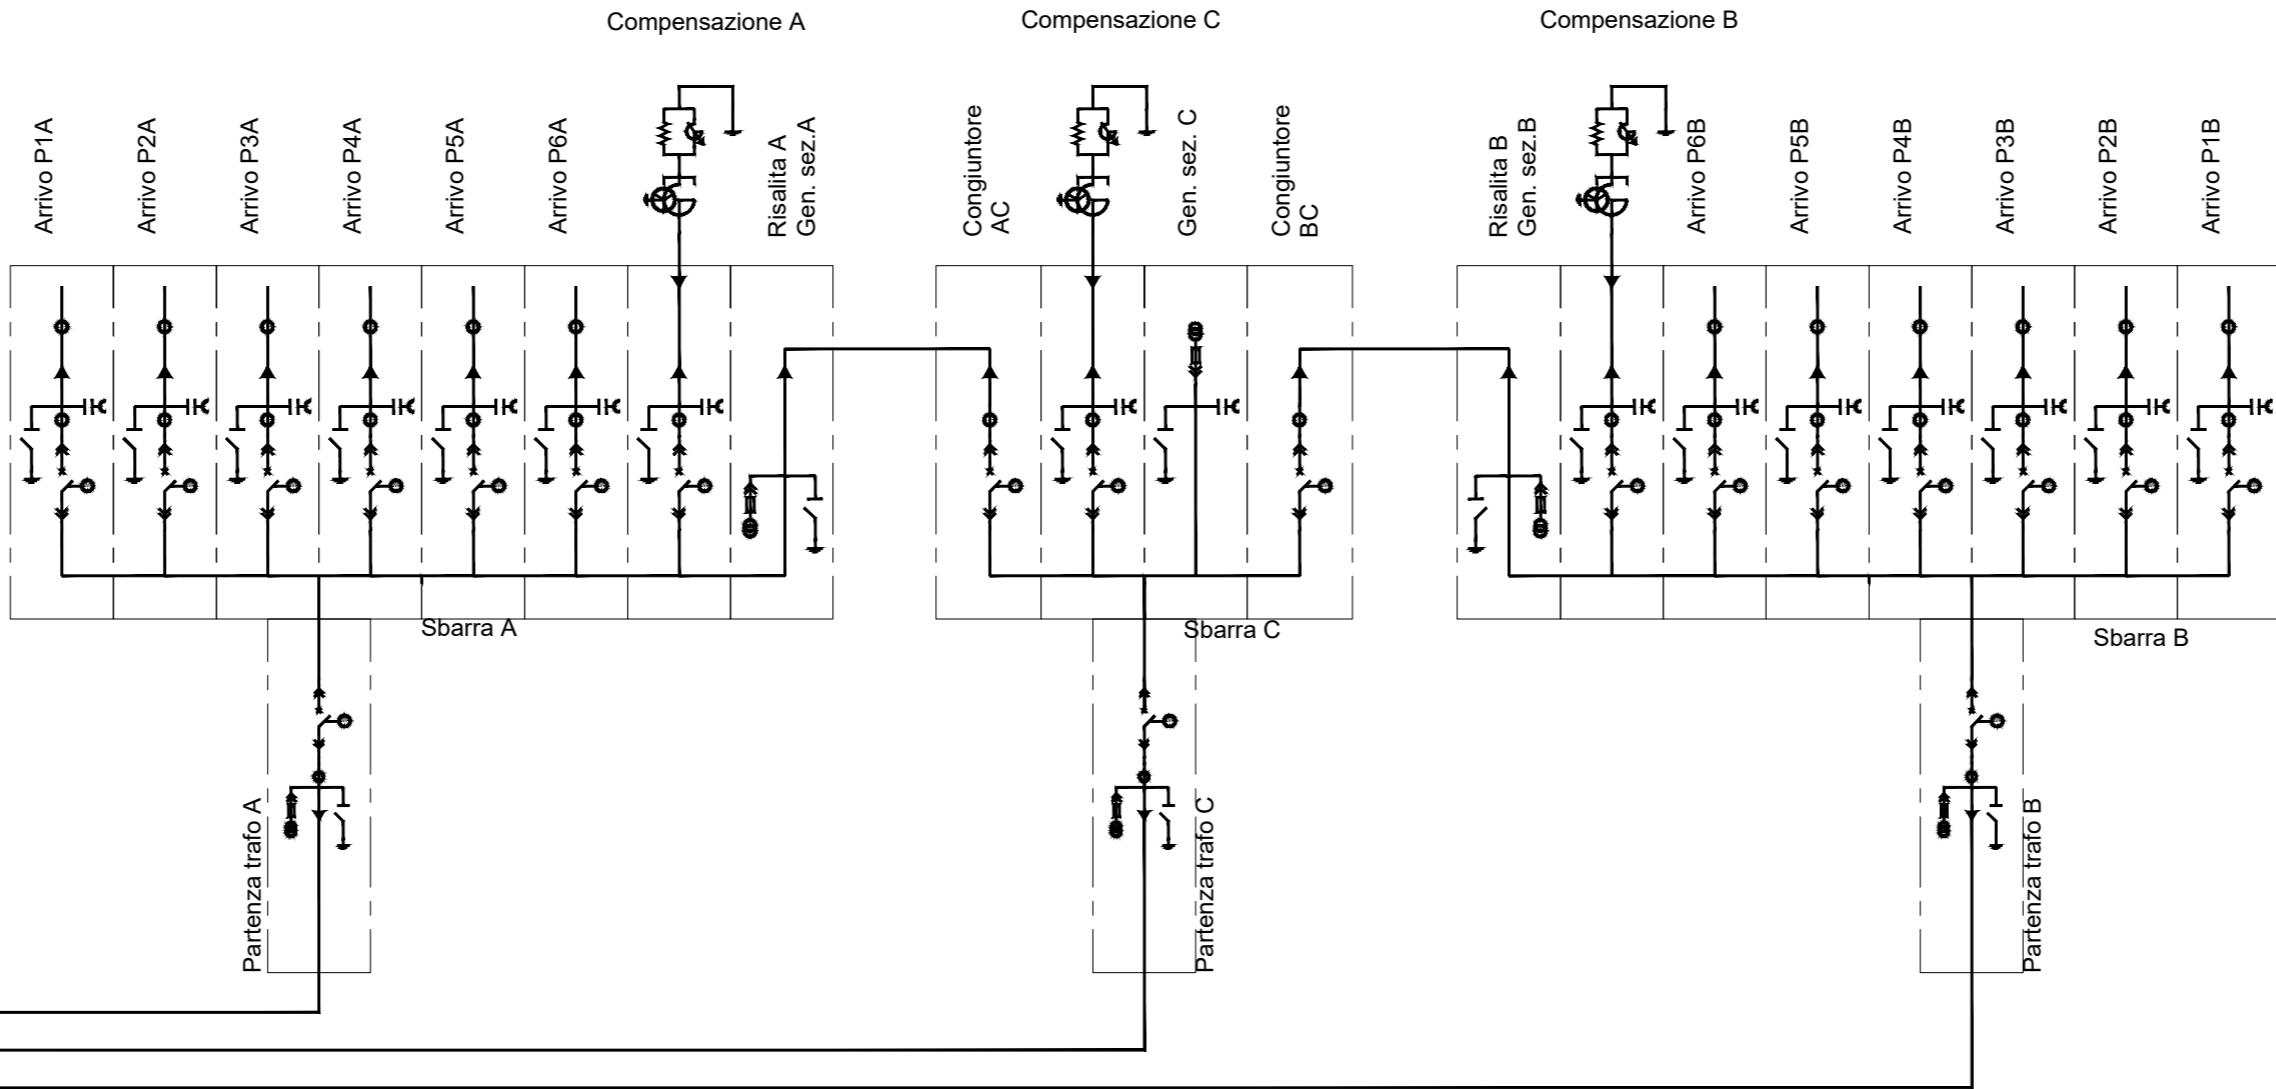 Compensazione A
Compensazione C
Compensazione B
Arrivo P1A
Arrivo P2A
Arrivo P3A
Arrivo P4A
Arrivo P5A
Arrivo P6A
Risalita A
Gen. sez.A
Congiuntore
AC
Gen. sez. C
Congiuntore
BC
Risalita B
Gen. sez.B
Arrivo P6B
Arrivo P5B
Arrivo P4B
Arrivo P3B
Arrivo P2B
Arrivo P1B
Sbarra A
Sbarra C
Sbarra B
Partenza trafo A
Partenza trafo C
Partenza trafo B